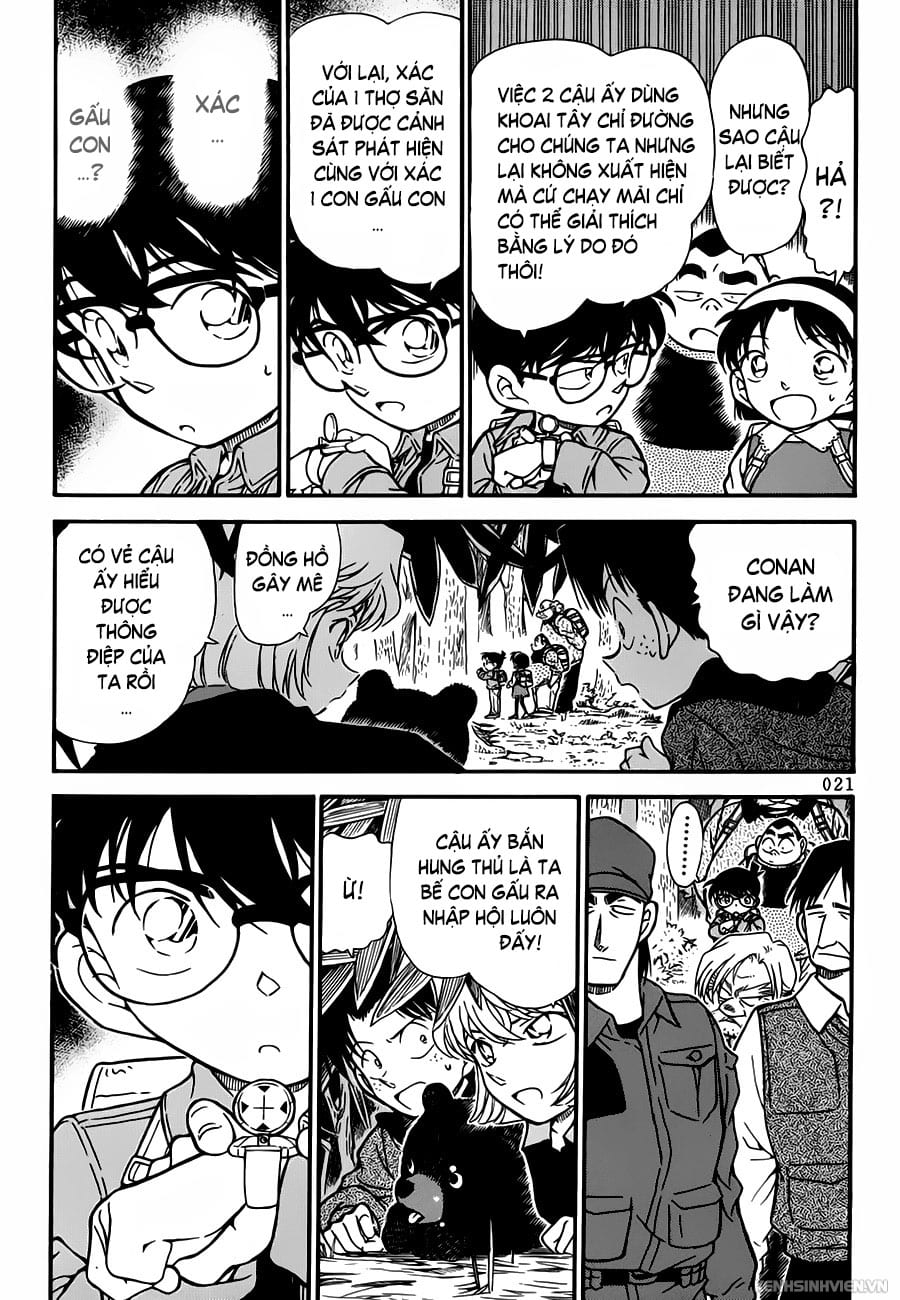 HẢ
?!
NHƯNG
SAO CẬU
LẠI BIẾT
ĐƯỢC?
VIỆC 2 CẬU ẤY DÙNG
KHOAI TÂY CHỈ ĐƯỜNG
CHO CHÚNG TA NHƯNG
LẠI KHÔNG XUẤT HIỆN
MÀ CỨ CHẠY MÃI CHỈ
CÓ THỂ GIẢI THÍCH
BẰNG LÝ DO ĐÓ
THÔI!
VỚI LẠI, XÁC
CỦA 1 THỢ SĂN
ĐÃ ĐƯỢC CẢNH
SÁT PHÁT HIỆN
CÙNG VỚI XÁC
1 CON GẤU CON
...
XÁC
...
GẤU
CON
...?
CONAN
ĐANG LÀM
GÌ VẬY?
ĐỒNG HỒ
GÂY MÊ
...
CÓ VẺ CẬU
ẤY HIỂU
ĐƯỢC
THÔNG
ĐIỆP CỦA
TA RỒI
...
021
........
CẬU ẤY BẮN
HUNG THỦ LÀ TA
BẾ CON GẤU RA
NHẬP HỘI LUÔN
ĐẤY!
Ừ!
KENHSINHVIEN.VN